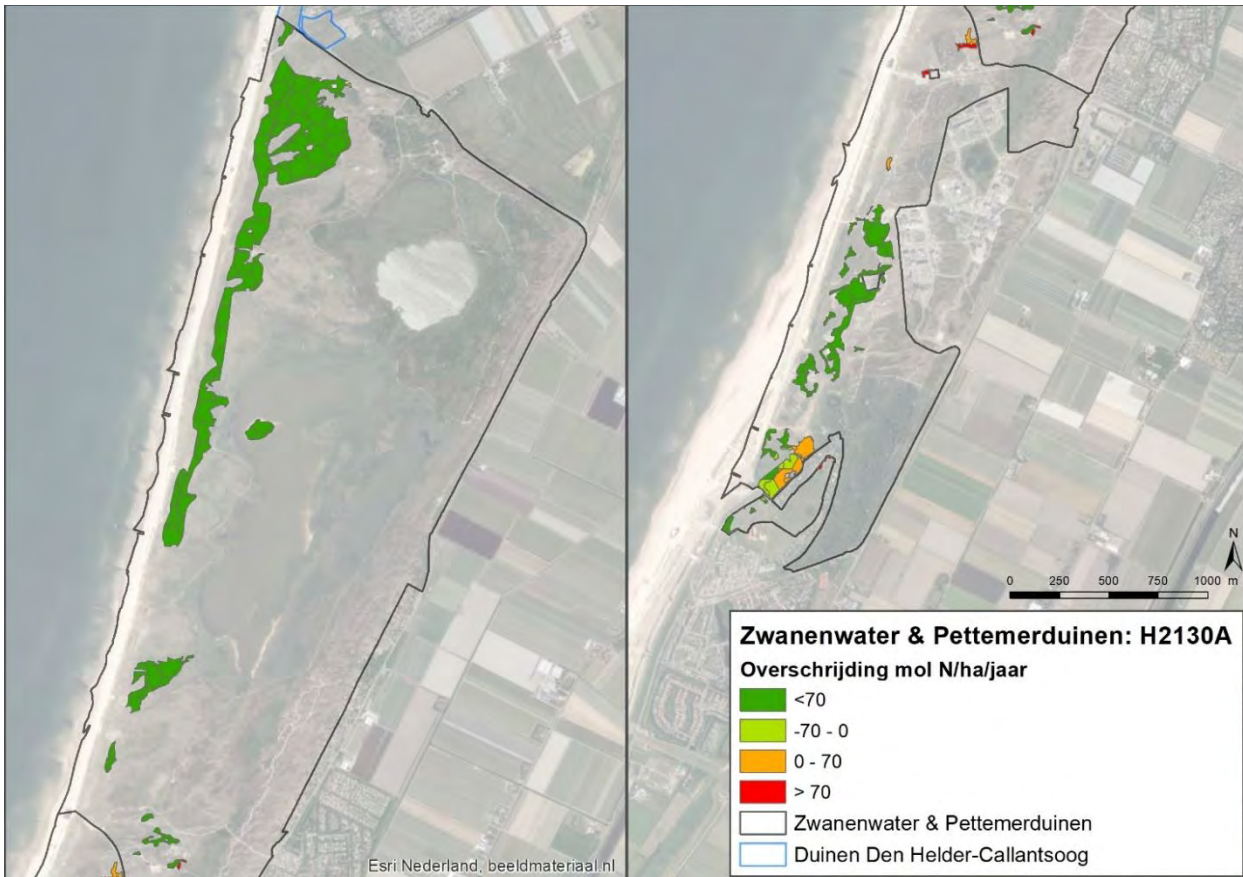 Esri Nederland, beeldmateriaal.nl
N
0 250 500 750 1000
m
Zwanenwater & Pettemerduinen: H2130A
Overschrijding mol N/ha/jaar
<70
-70 - 0
0 - 70
> 70
Zwanenwater & Pettemerduinen
Duinen Den Helder-Callantsoog